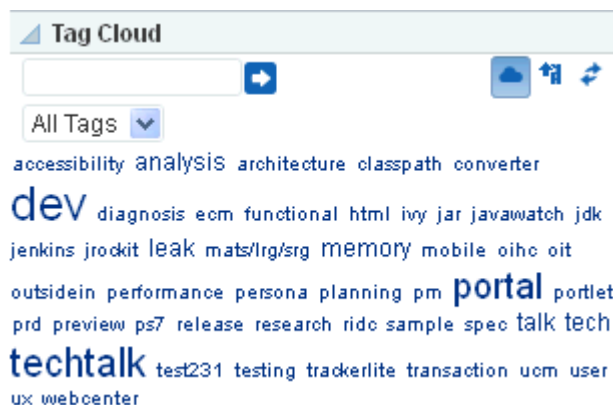 Tag Cloud
All Tags
accessibility analysis architecture classpath converter
dev diagnosis ecm functional html ivy jar javawatch jdk
jenkins jrockit leak mats/lrg/srg memory mobile oihc oit
outsidein performance persona planning pm portal portlet
prd preview ps7 release research ridc sample spec talk tech
techtalk test231 testing trackerlite transaction ucm user
ux webcenter